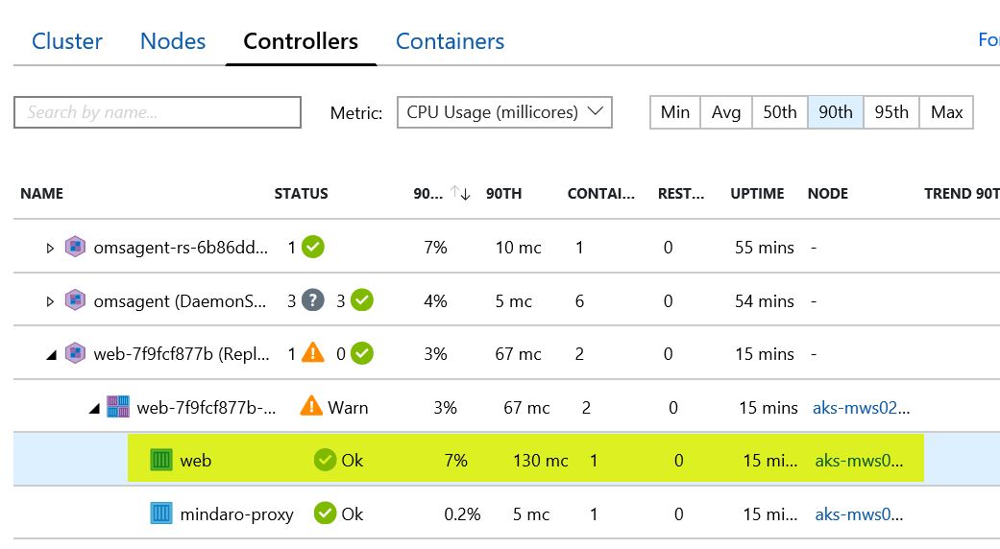 Cluster Nodes Controllers Containers For
Search by name... Metric: CPU Usage (millicores) Min Avg 50th 90th 95th Max
NAME STATUS 90... 90TH CONTAI... REST... UPTIME NODE TREND 90T
omsagent-rs-6b86dd... 1 7% 10 mc 1 0 55 mins -
omsagent (DaemonS... 3 ? 3 4% 5 mc 6 0 54 mins -
web-7f9fcf877b (Repl... 1 0 3% 67 mc 2 0 15 mins -
web-7f9fcf877b-... Warn 3% 67 mc 2 0 15 mins aks-mws02...
web Ok 7% 130 mc 1 0 15 mi... aks-mws0...
mindaro-proxy Ok 0.2% 5 mc 1 0 15 mi... aks-mws0...